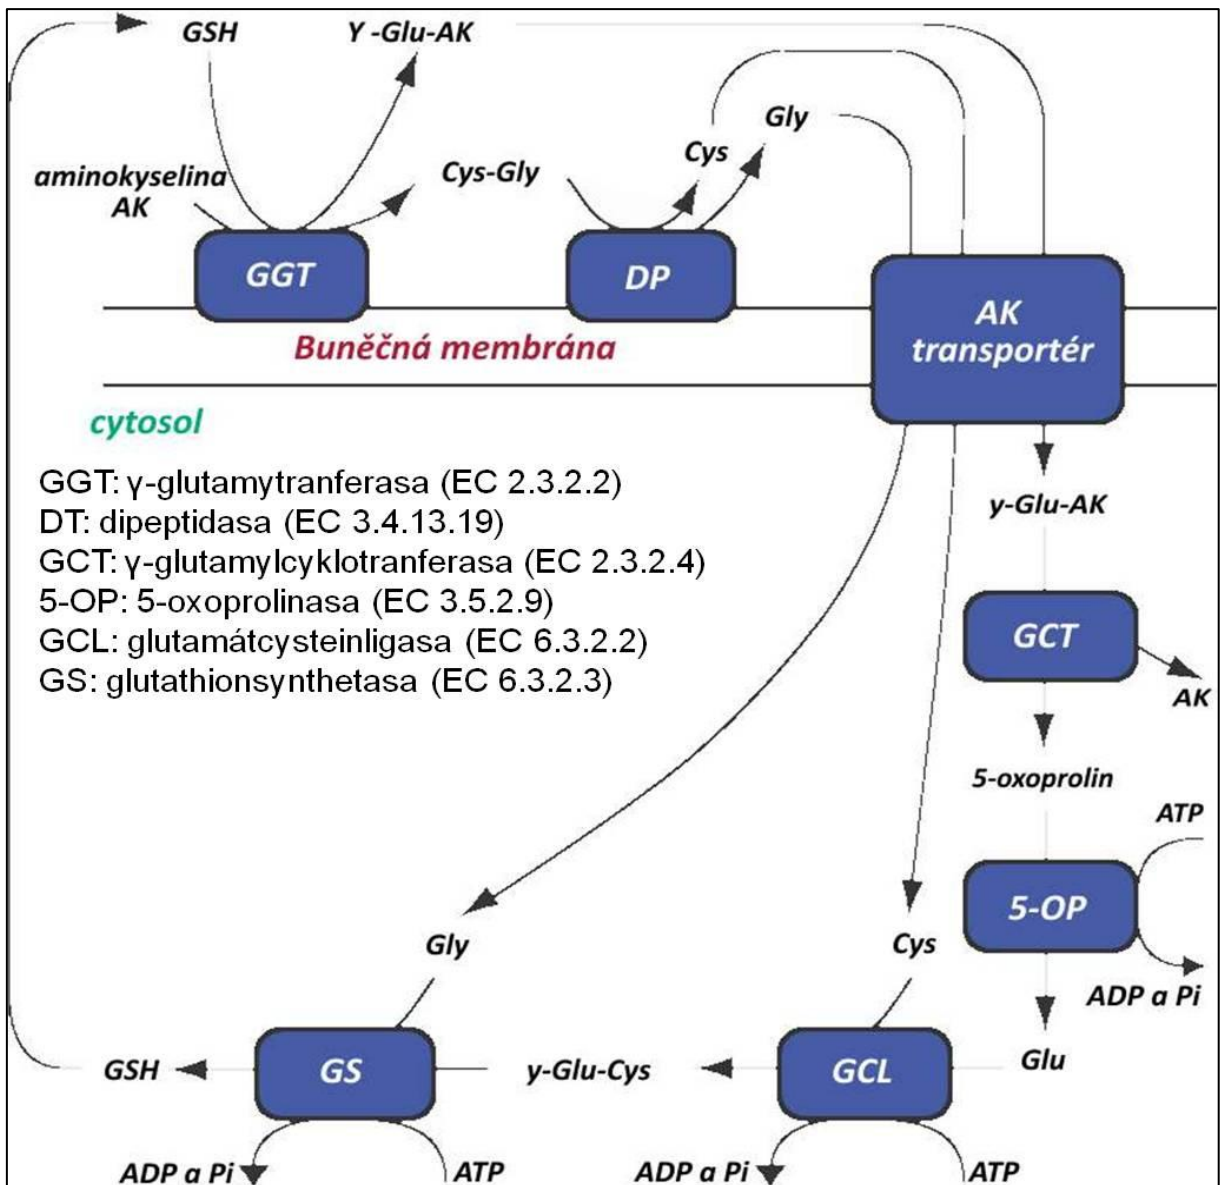 GSH
Y -Glu-AK
Gly
Cys
aminokyselina
AK
Cys-Gly
GGT
DP
AK
transportér
Buněčná membrána
cytosol
GGT: γ-glutamytranferasa (EC 2.3.2.2)
DT: dipeptidasa (EC 3.4.13.19)
GCT: γ-glutamylcyklotranferasa (EC 2.3.2.4)
5-OP: 5-oxoprolinasa (EC 3.5.2.9)
GCL: glutamátcysteinligasa (EC 6.3.2.2)
GS: glutathionsynthetasa (EC 6.3.2.3)
y-Glu-AK
GCT
AK
5-oxoprolin
ATP
5-OP
ADP a Pi
Gly
Cys
Glu
GSH
GS
y-Glu-Cys
GCL
ADP a Pi
ATP
ADP a Pi
ATP